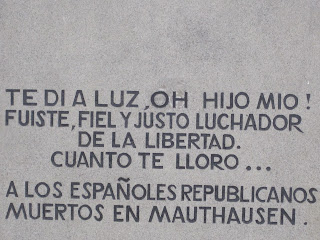 TE DI A LUZ, OH HIJO MIO!
FUISTE, FIEL Y JUSTO LUCHADOR
DE LA LIBERTAD.
CUANTO TE LLORO ...
A LOS ESPAÑOLES REPUBLICANOS
MUERTOS EN MAUTHAUSEN.